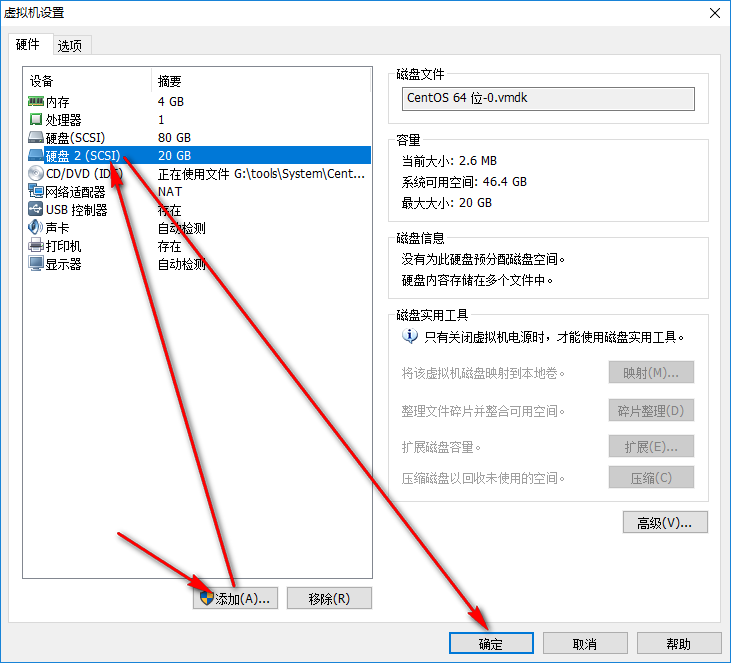 虚拟机设置
硬件 选项
设备 摘要
内存 4 GB
处理器 1
硬盘(SCSI) 80 GB
硬盘 2 (SCSI) 20 GB
CD/DVD (IDE) 正在使用文件 G:\tools\System\Cent...
网络适配器 NAT
USB 控制器 存在
声卡 自动检测
打印机 存在
显示器 自动检测
添加(A)... 移除(R)
磁盘文件
CentOS 64 位-0.vmdk
容量
当前大小: 2.6 MB
系统可用空间: 46.4 GB
最大大小: 20 GB
磁盘信息
没有为此硬盘预分配磁盘空间。
硬盘内容存储在多个文件中。
磁盘实用工具
只有关闭虚拟机电源时，才能使用磁盘实用工具。
将该虚拟机磁盘映射到本地卷。 映射(M)...
整理文件碎片并整合可用空间。 碎片整理(D)
扩展磁盘容量。 扩展(E)...
压缩磁盘以回收未使用的空间。 压缩(C)
高级(V)...
确定 取消 帮助